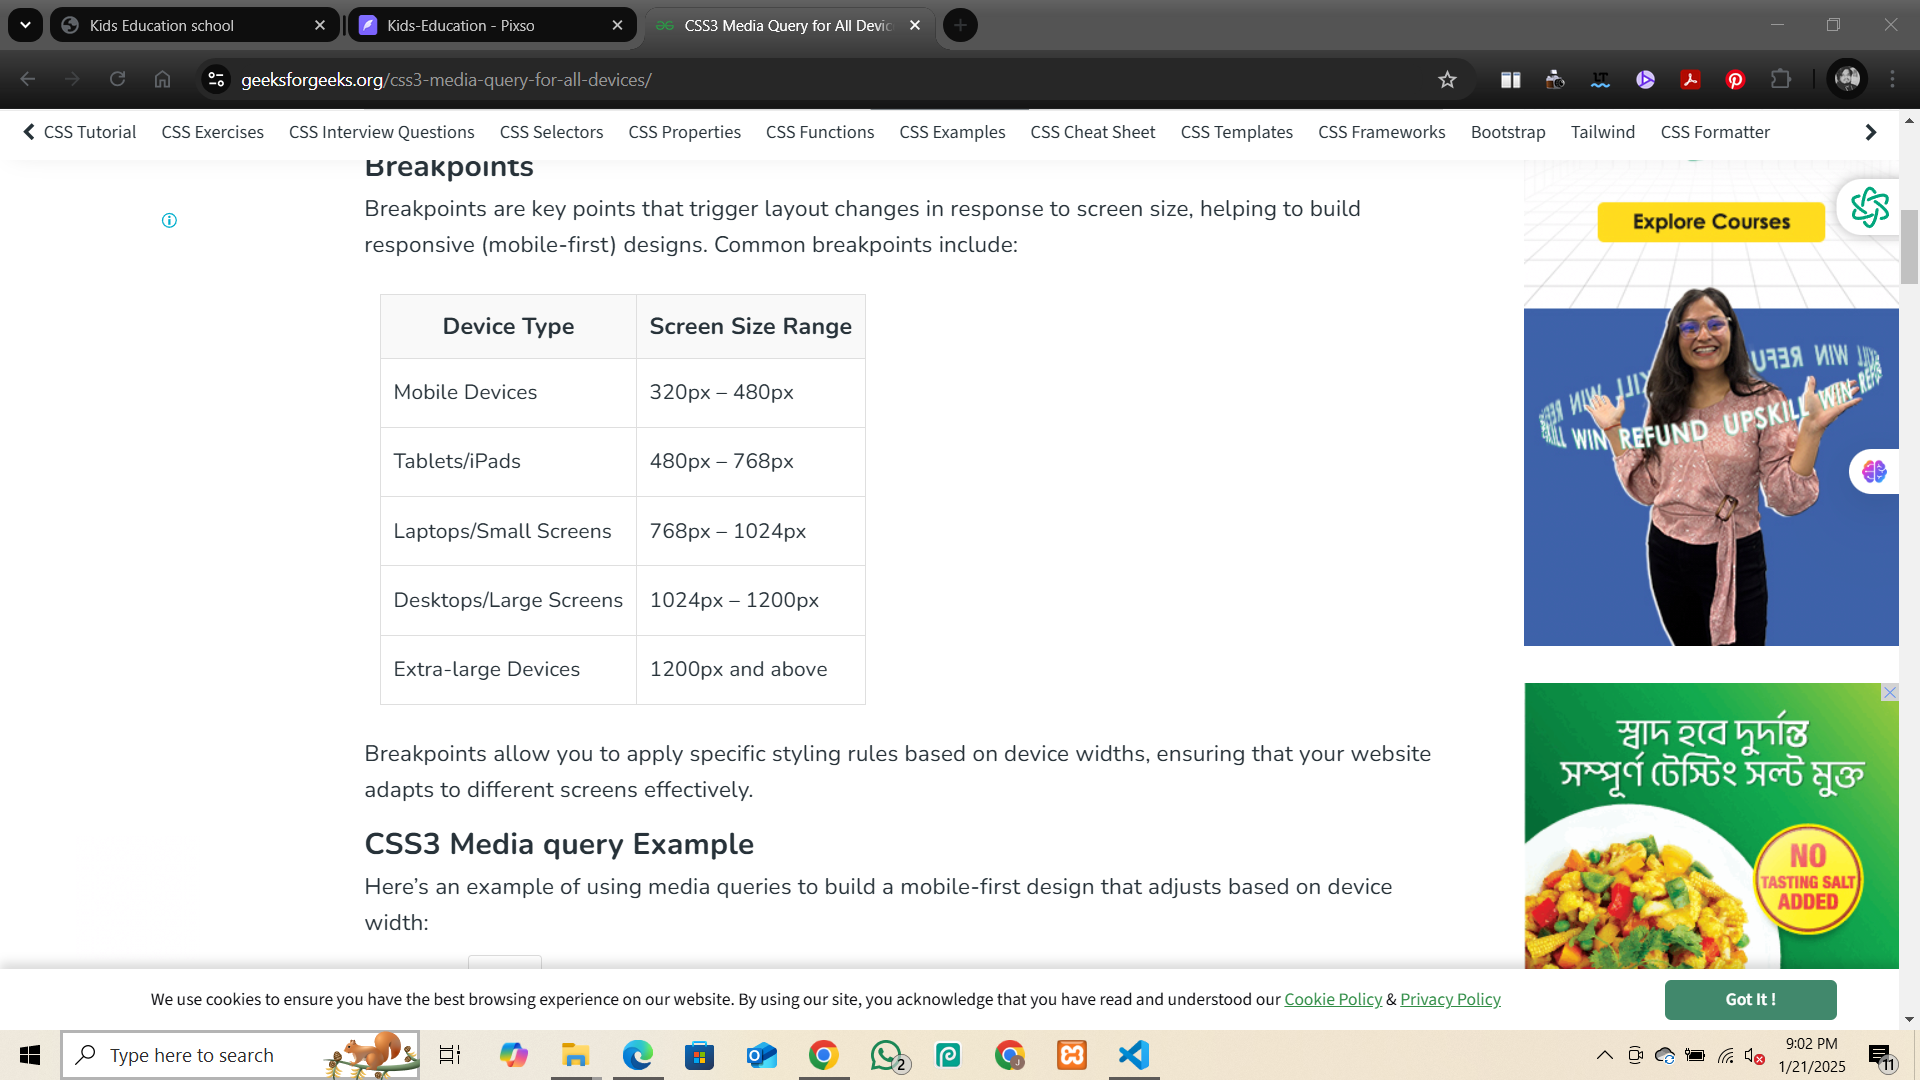 Kids Education school
Kids-Education - Pixso
CSS3 Media Query for All Devic
geeksforgeeks.org/css3-media-query-for-all-devices/
CSS Tutorial CSS Exercises CSS Interview Questions CSS Selectors CSS Properties CSS Functions CSS Examples CSS Cheat Sheet CSS Templates CSS Frameworks Bootstrap Tailwind CSS Formatter
Breakpoints
Breakpoints are key points that trigger layout changes in response to screen size, helping to build
responsive (mobile-first) designs. Common breakpoints include:
Device Type Screen Size Range
Mobile Devices 320px – 480px
Tablets/iPads 480px – 768px
Laptops/Small Screens 768px – 1024px
Desktops/Large Screens 1024px – 1200px
Extra-large Devices 1200px and above
Breakpoints allow you to apply specific styling rules based on device widths, ensuring that your website
adapts to different screens effectively.
CSS3 Media query Example
Here’s an example of using media queries to build a mobile-first design that adjusts based on device
width:
Explore Courses
WIN REFUND UPSKILL WIN
স্বাদ হবে দুর্দান্ত
সম্পূর্ণ টেস্টিং সল্ট মুক্ত
NO
TASTING SALT
ADDED
We use cookies to ensure you have the best browsing experience on our website. By using our site, you acknowledge that you have read and understood our Cookie Policy & Privacy Policy
Got It !
Type here to search
2
9:02 PM
1/21/2025
11